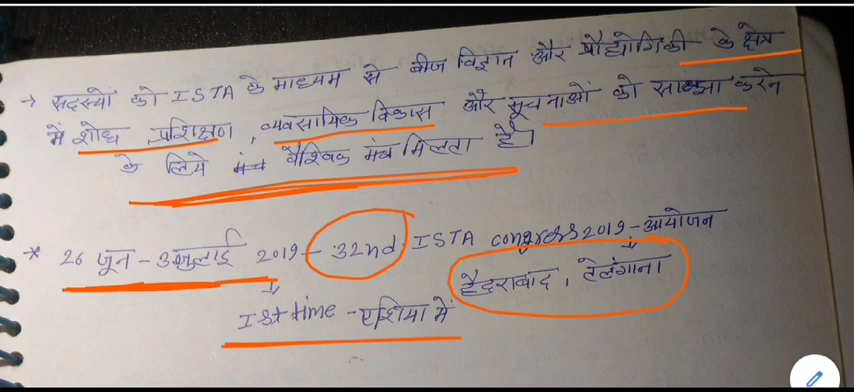 → सदस्यों को ISTA के माध्यम से बीज विज्ञान और प्रौद्योगिकी के क्षेत्र
में शोध प्रशिक्षण, व्यवसायिक विकास और सूचनाओं को साझा करने
के लिये वैश्विक मंच मिलता है।
* 26 जून - 3 जुलाई 2019 - 32nd ISTA congress 2019 - आयोजन
↓ ↓
हैदराबाद, तेलंगाना
Ist time - एशिया में